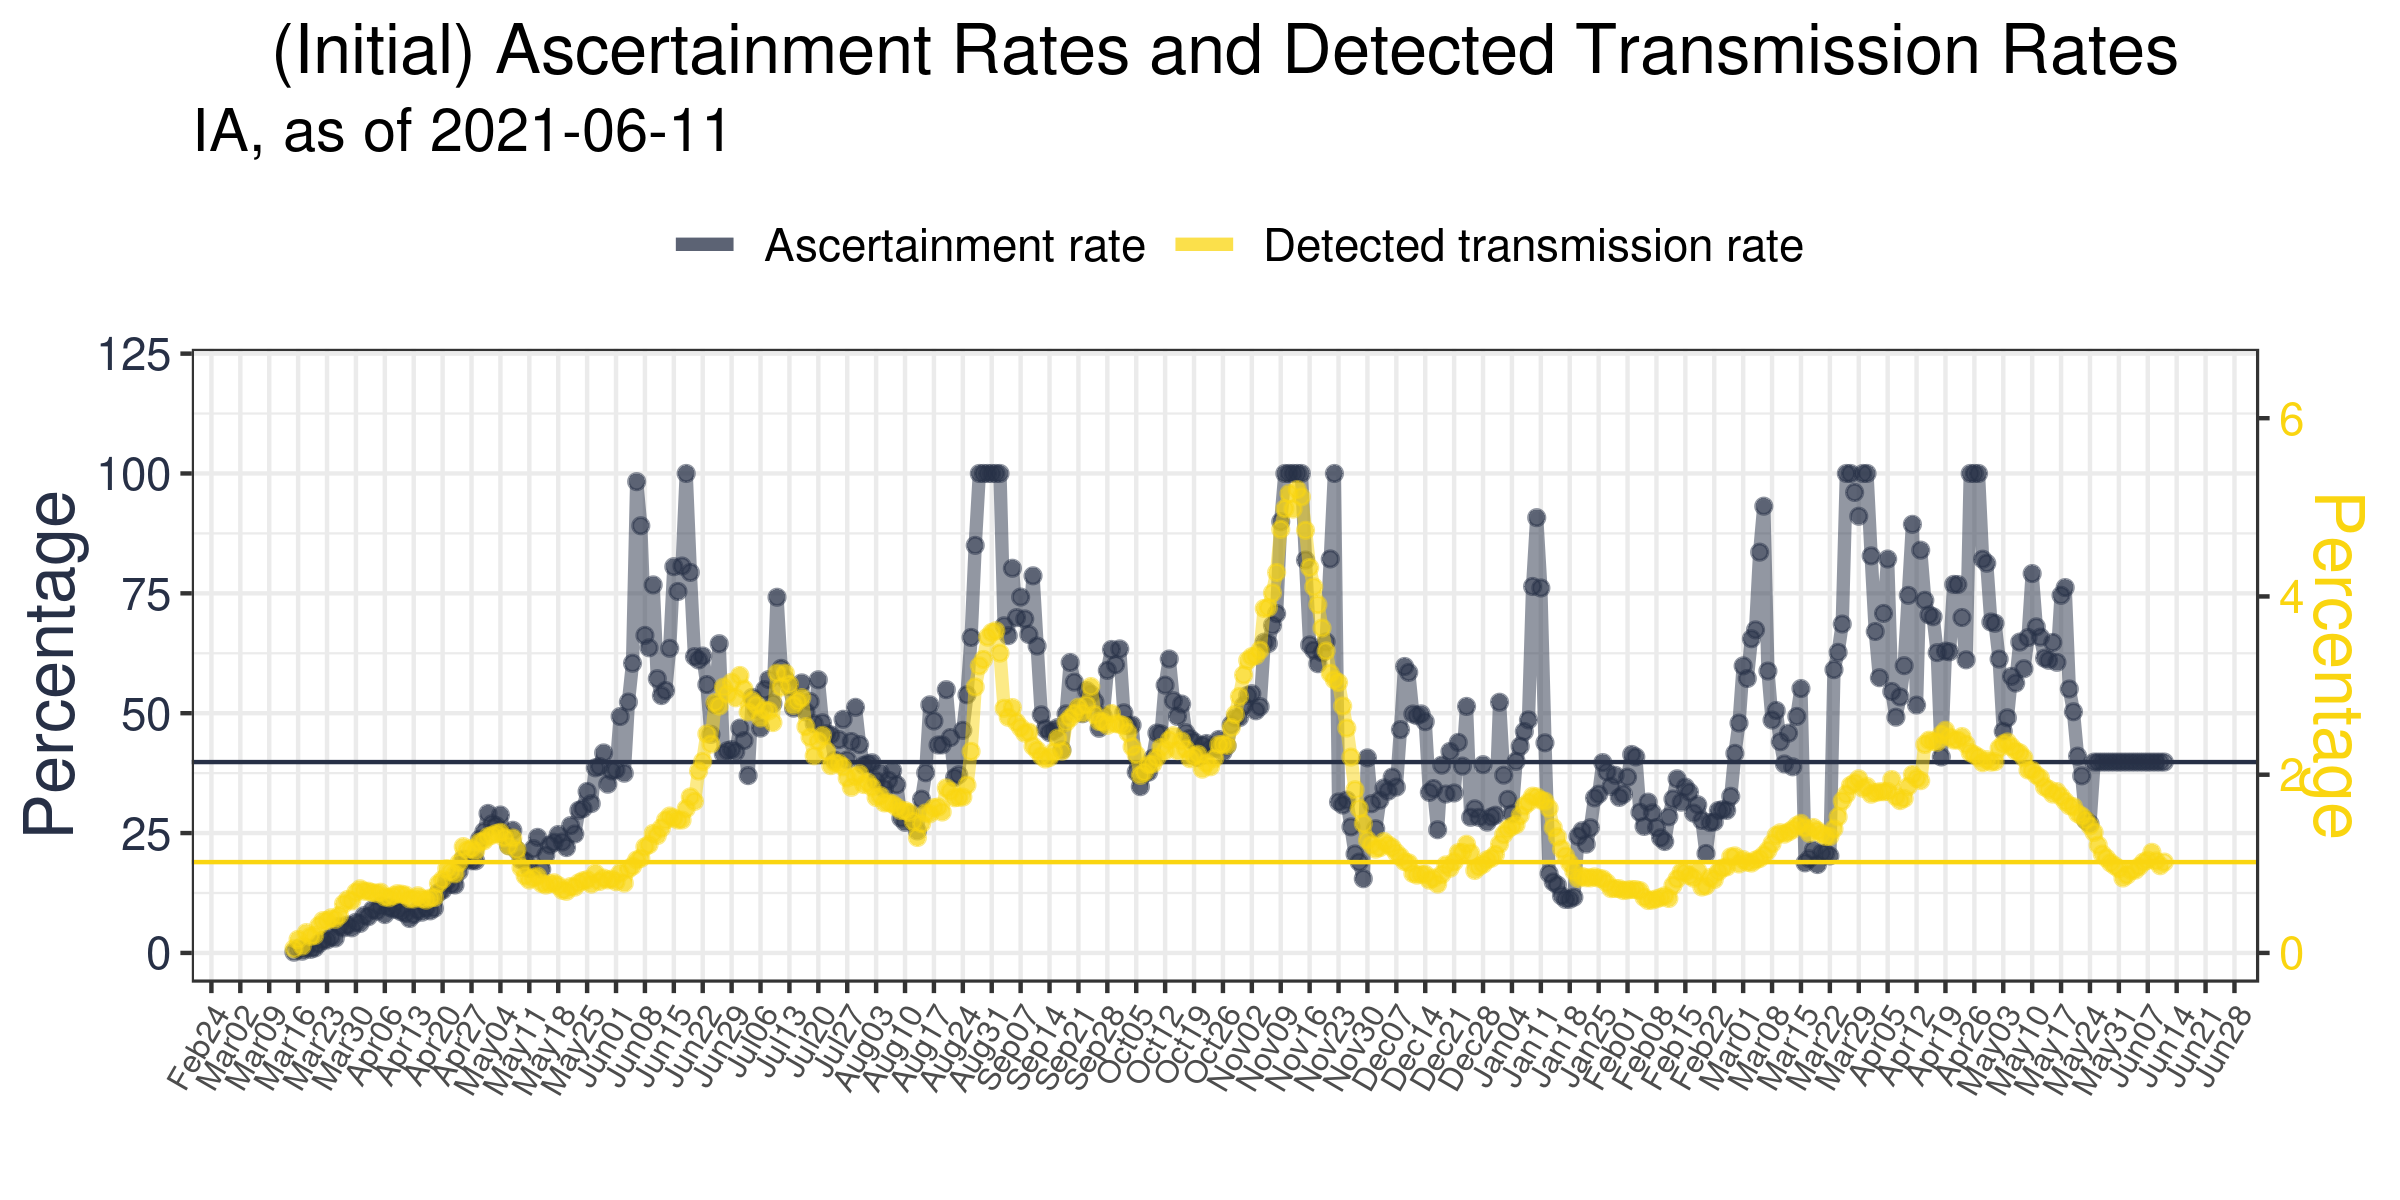 (Initial) Ascertainment Rates and Detected Transmission Rates
IA, as of 2021-06-11
Ascertainment rate
Detected transmission rate
Percentage
125
100
75
50
25
0
6
4
2
0
Percentage
Feb24
Mar02
Mar09
Mar16
Mar23
Mar30
Apr06
Apr13
Apr20
Apr27
May04
May11
May18
May25
Jun01
Jun08
Jun15
Jun22
Jun29
Jul06
Jul13
Jul20
Jul27
Aug03
Aug10
Aug17
Aug24
Aug31
Sep07
Sep14
Sep21
Sep28
Oct05
Oct12
Oct19
Oct26
Nov02
Nov09
Nov16
Nov23
Nov30
Dec07
Dec14
Dec21
Dec28
Jan04
Jan11
Jan18
Jan25
Feb01
Feb08
Feb15
Feb22
Mar01
Mar08
Mar15
Mar22
Mar29
Apr05
Apr12
Apr19
Apr26
May03
May10
May17
May24
May31
Jun07
Jun14
Jun21
Jun28